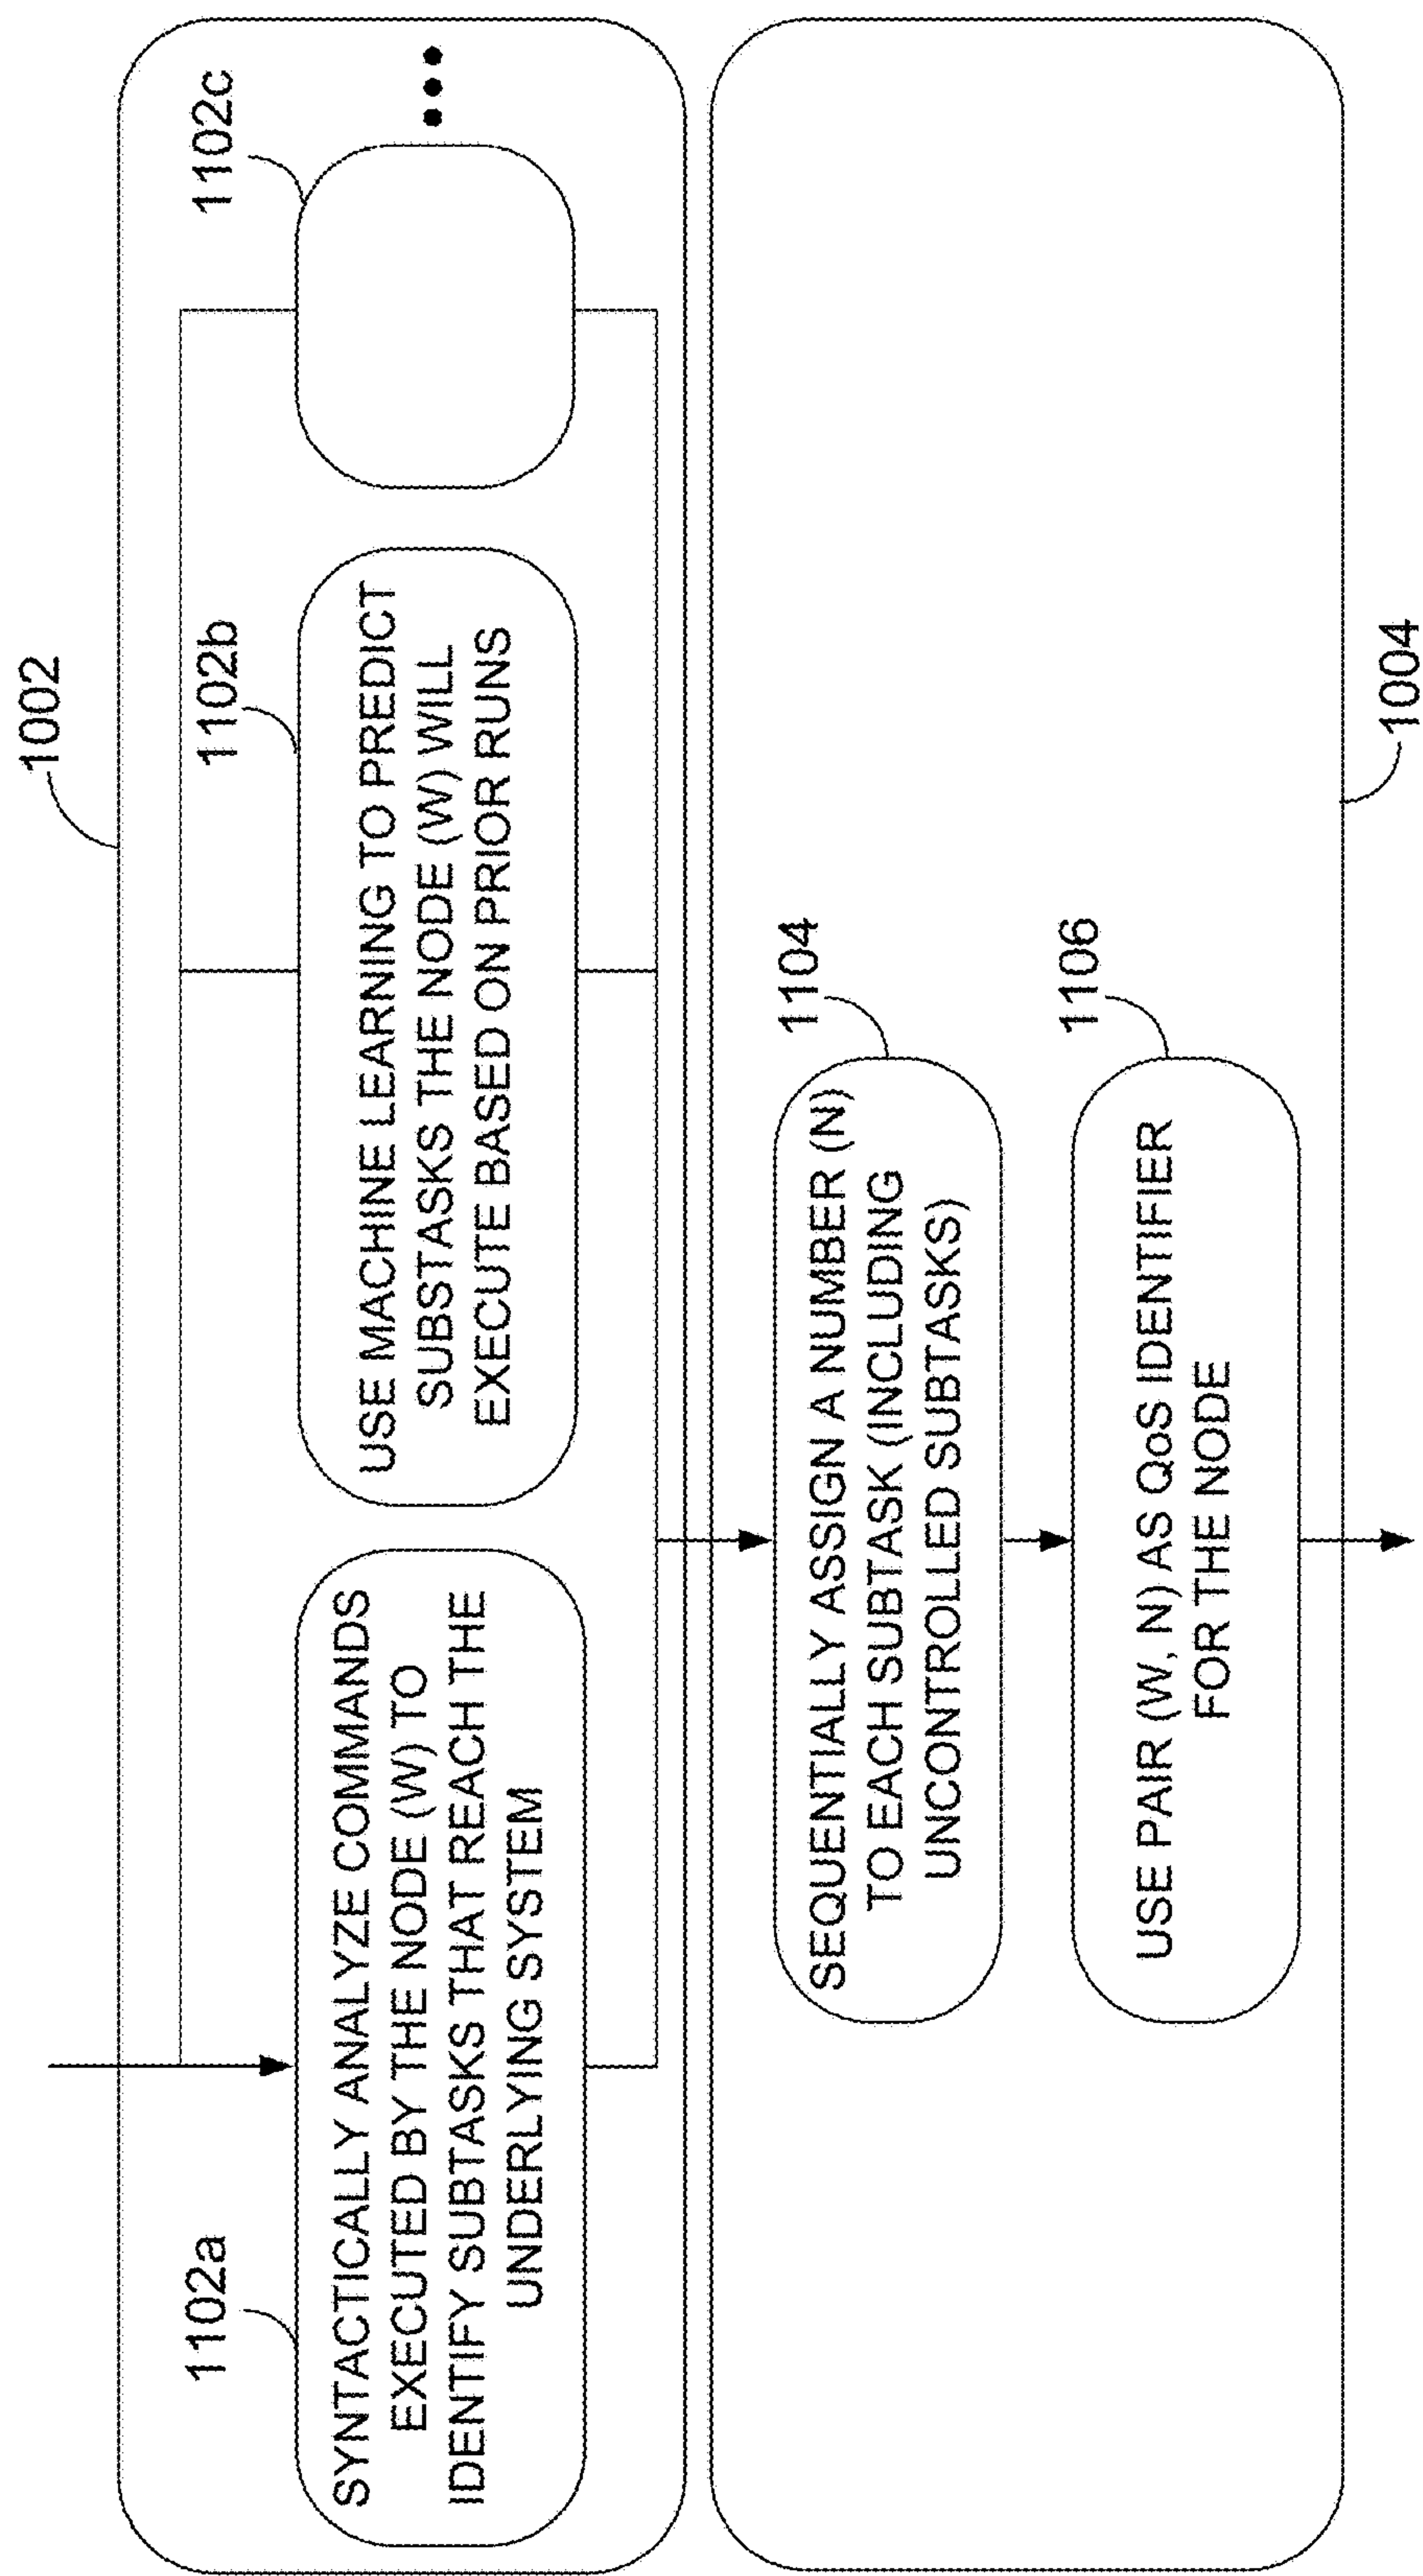 1002
1102a
SYNTACTICALLY ANALYZE COMMANDS
EXECUTED BY THE NODE (W) TO
IDENTIFY SUBTASKS THAT REACH THE
UNDERLYING SYSTEM
1102b
USE MACHINE LEARNING TO PREDICT
SUBSTASKS THE NODE (W) WILL
EXECUTE BASED ON PRIOR RUNS
1102c
1104
SEQUENTIALLY ASSIGN A NUMBER (N)
TO EACH SUBTASK (INCLUDING
UNCONTROLLED SUBTASKS)
1106
USE PAIR (W, N) AS QoS IDENTIFIER
FOR THE NODE
1004